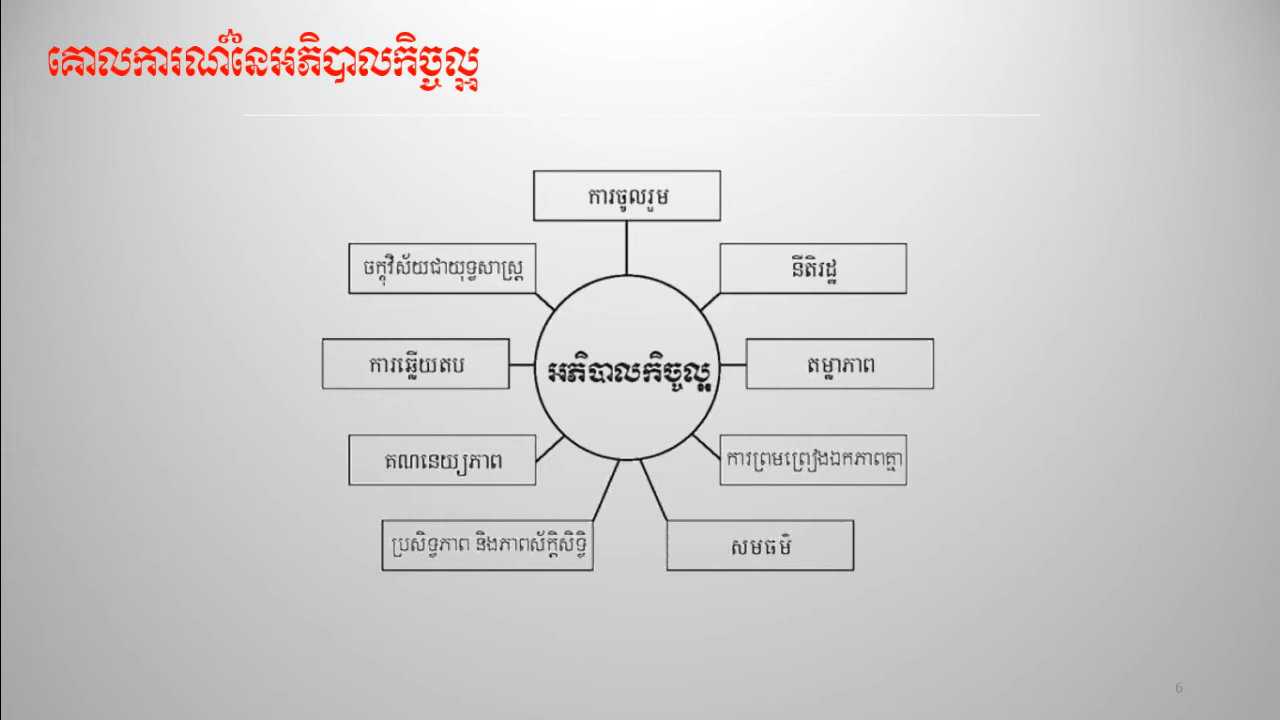 គោលការណ៍នៃអភិបាលកិច្ចល្អ
ការចូលរួម
ចក្ខុវិស័យជាយុទ្ធសាស្ត្រ
នីតិរដ្ឋ
ការឆ្លើយតប
អភិបាលកិច្ចល្អ
តម្លាភាព
គណនេយ្យភាព
ការព្រមព្រៀងឯកភាពគ្នា
ប្រសិទ្ធភាព និងភាពស័ក្តិសិទ្ធិ
សមធម៌
6